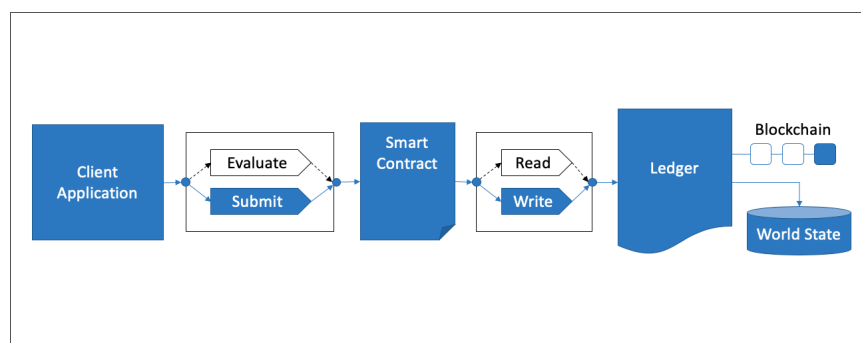 Client
Application
Evaluate
Submit
Smart
Contract
Read
Write
Ledger
Blockchain
World State